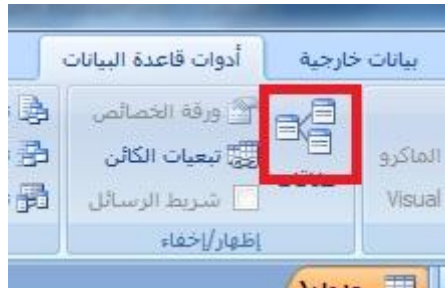 بيانات خارجية
أدوات قاعدة البيانات
الماكرو
Visual
ورقة الخصائص
تبعيات الكائن
شريط الرسائل
إظهار/إخفاء